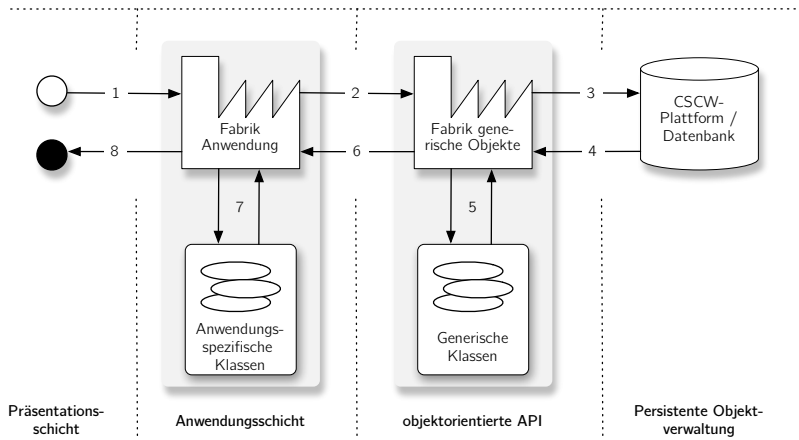 1
2
3
Fabrik
Anwendung
Fabrik gene-
rische Objekte
CSCW-
Plattform /
Datenbank
8
6
4
7
5
Anwendungs-
spezifische
Klassen
Generische
Klassen
Präsentations-
schicht
Anwendungsschicht
objektorientierte API
Persistente Objekt-
verwaltung